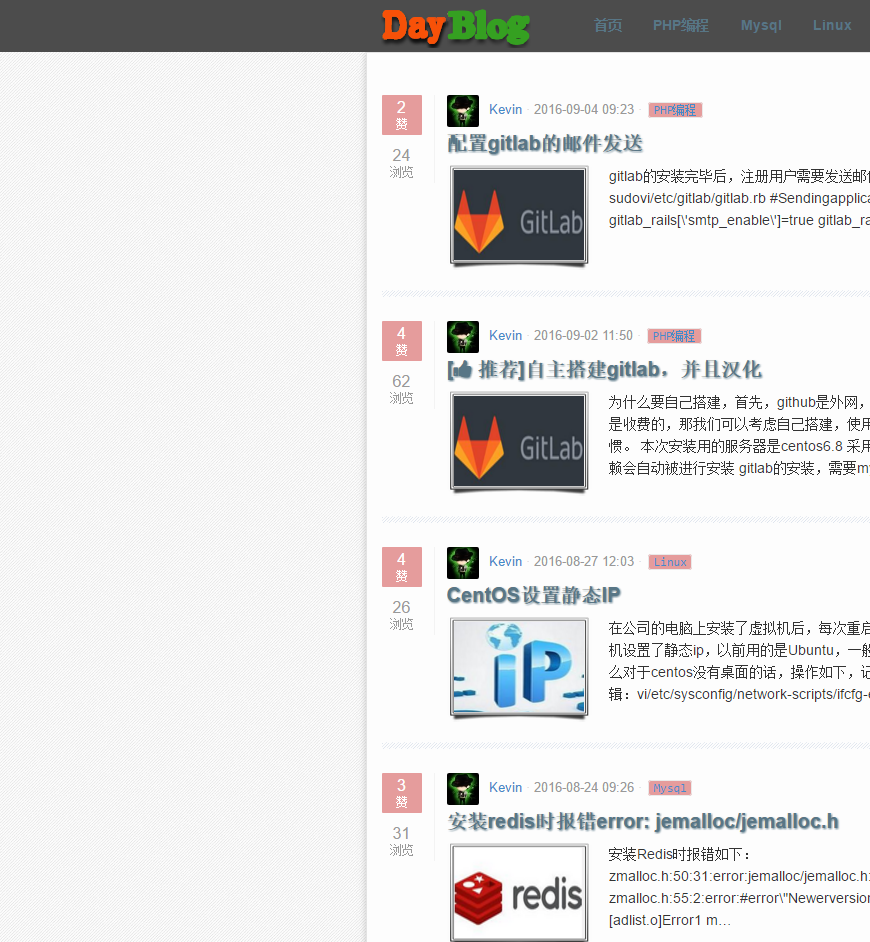 DayBlog
首页 PHP编程 Mysql Linux
2
赞
24
浏览
Kevin · 2016-09-04 09:23 · PHP编程
配置gitlab的邮件发送
GitLab
gitlab的安装完毕后，注册用户需要发送邮
sudovi/etc/gitlab/gitlab.rb #Sendingapplica
gitlab_rails[\'smtp_enable\']=true gitlab_ra
4
赞
62
浏览
Kevin · 2016-09-02 11:50 · PHP编程
[推荐]自主搭建gitlab，并且汉化
GitLab
为什么要自己搭建，首先，github是外网，
是收费的，那我们可以考虑自己搭建，使用
惯。 本次安装用的服务器是centos6.8 采用
赖会自动被进行安装 gitlab的安装，需要m
4
赞
26
浏览
Kevin · 2016-08-27 12:03 · Linux
CentOS设置静态IP
iP
在公司的电脑上安装了虚拟机后，每次重启
机设置了静态ip，以前用的是Ubuntu，一般
么对于centos没有桌面的话，操作如下，记
辑：vi/etc/sysconfig/network-scripts/ifcfg-e
3
赞
31
浏览
Kevin · 2016-08-24 09:26 · Mysql
安装redis时报错error: jemalloc/jemalloc.h
redis
安装Redis时报错如下：
zmalloc.h:50:31:error:jemalloc/jemalloc.h:
zmalloc.h:55:2:error:#error\"Newerversion
[adlist.o]Error1 m…